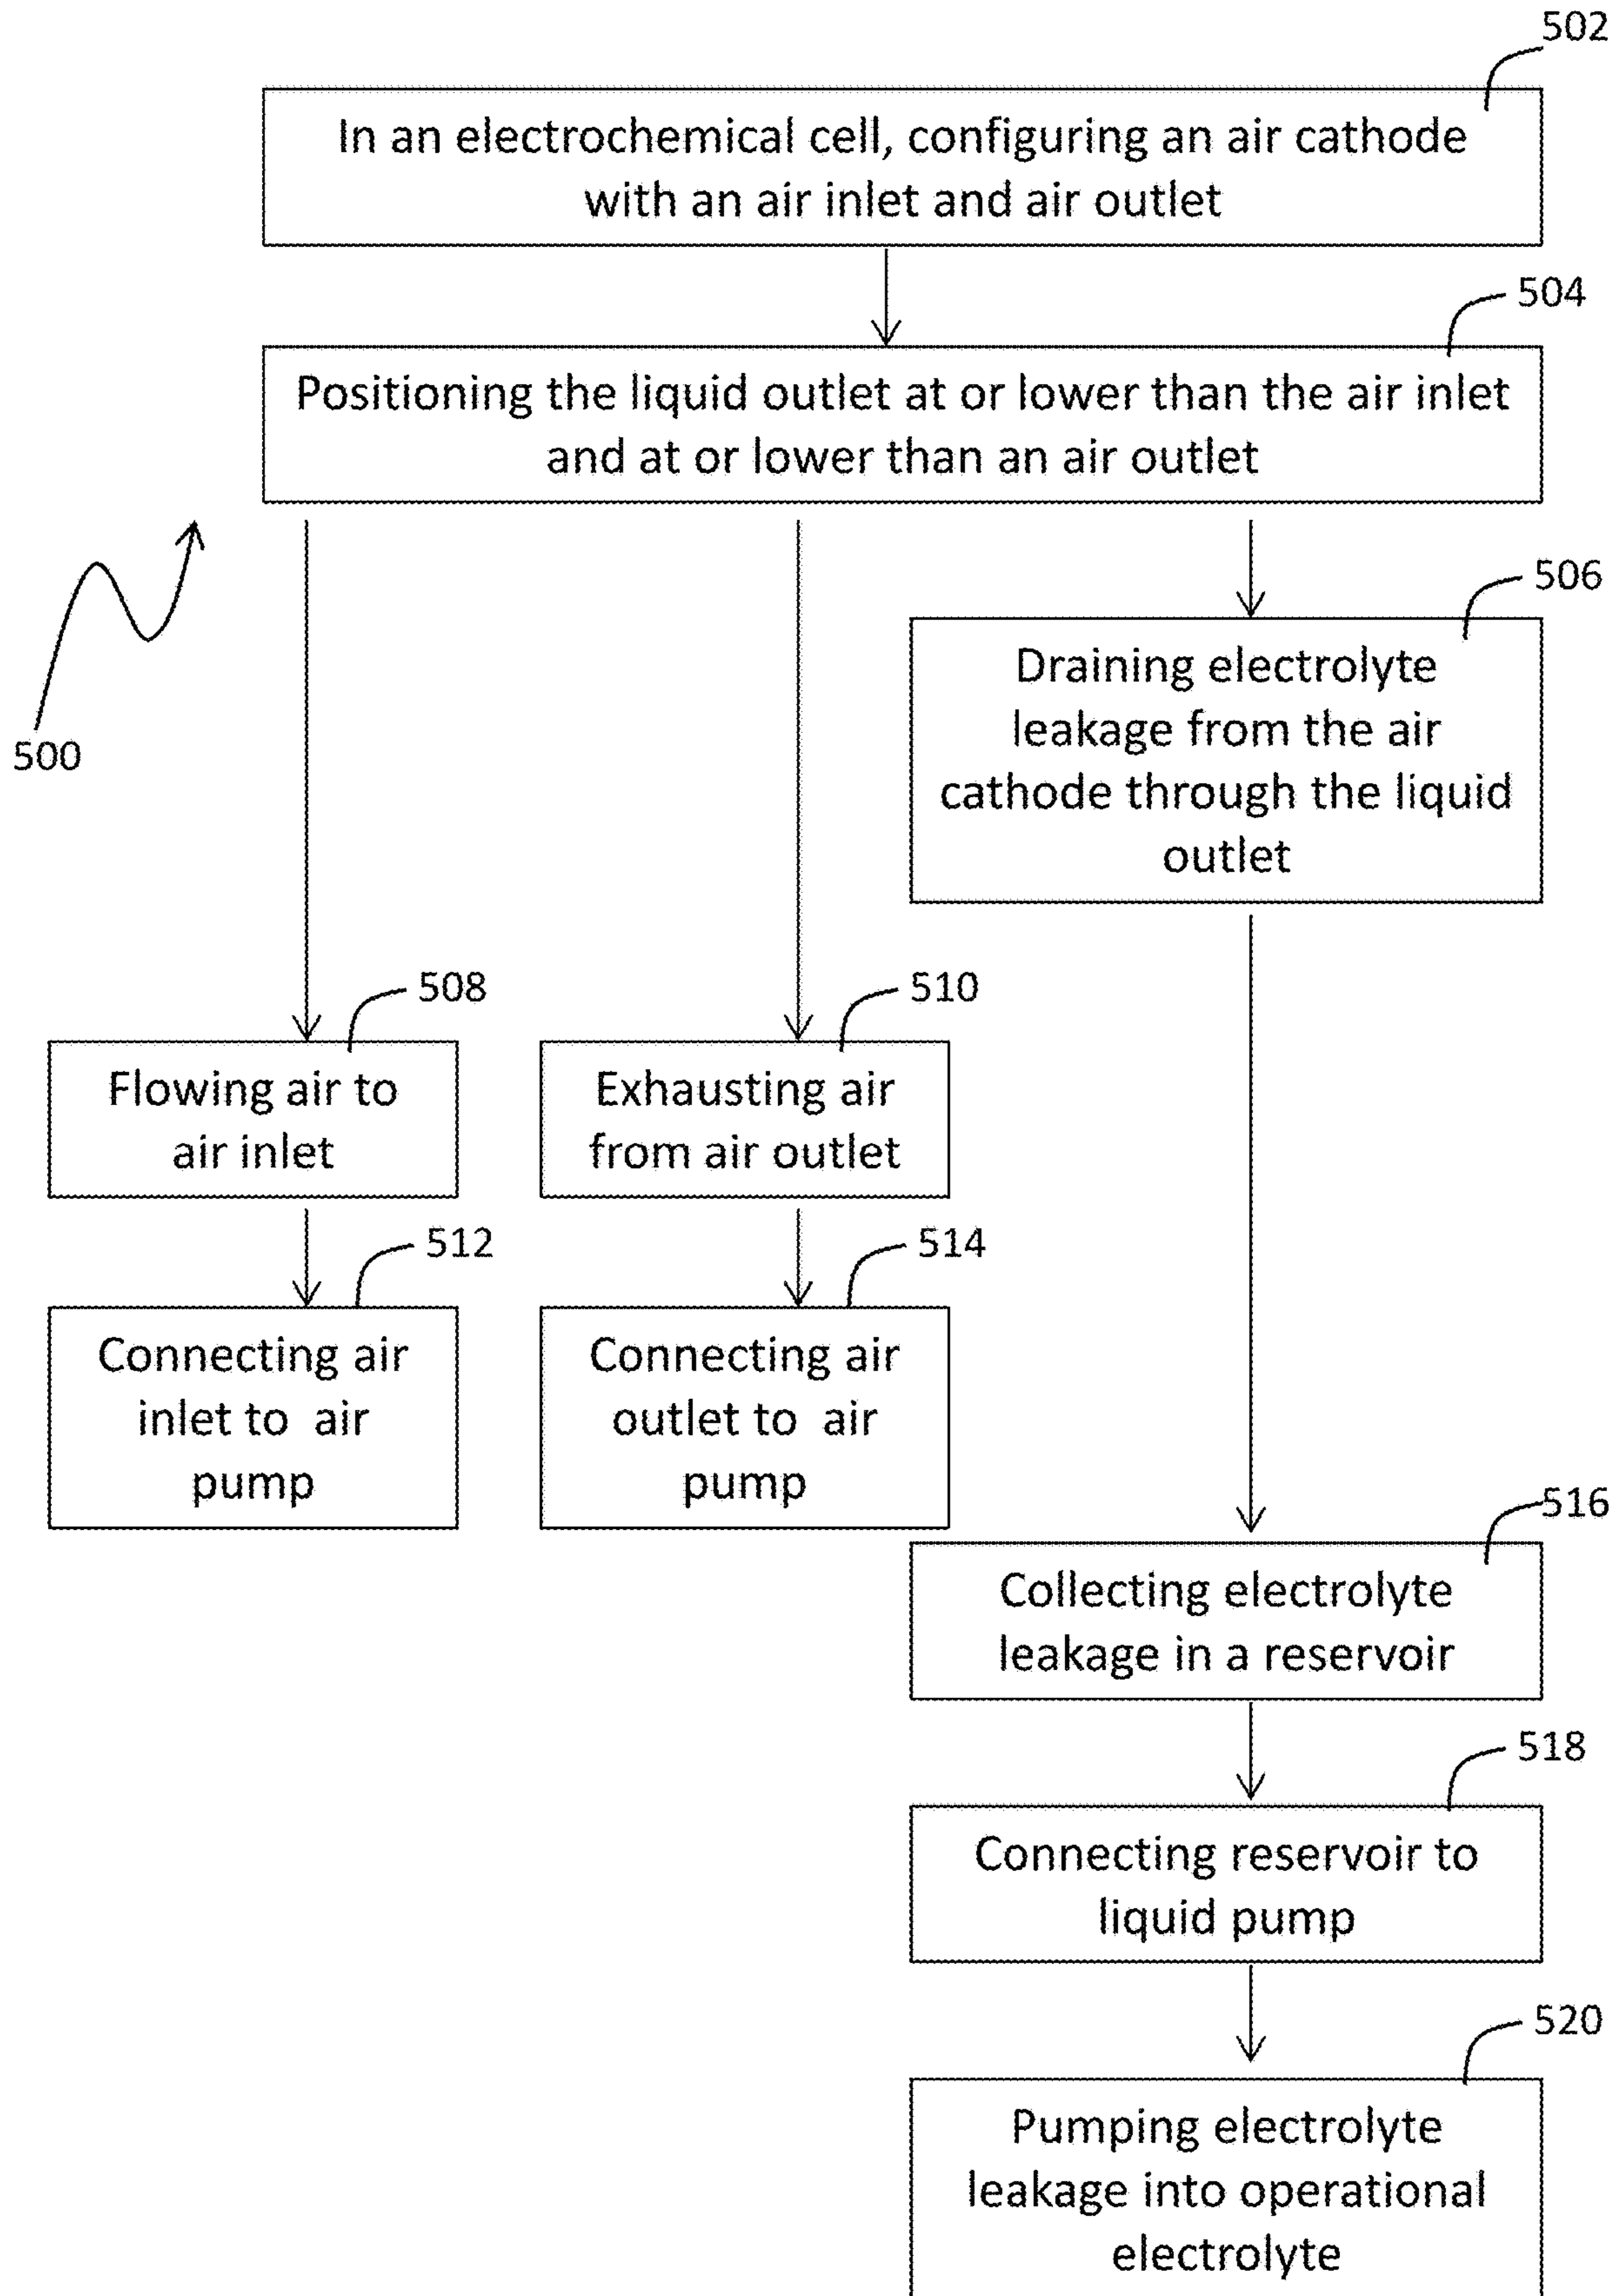 502
In an electrochemical cell, configuring an air cathode
with an air inlet and air outlet
504
Positioning the liquid outlet at or lower than the air inlet
and at or lower than an air outlet
500
506
Draining electrolyte
leakage from the air
cathode through the liquid
outlet
508
Flowing air to
air inlet
510
Exhausting air
from air outlet
512
Connecting air
inlet to air
pump
514
Connecting air
outlet to air
pump
516
Collecting electrolyte
leakage in a reservoir
518
Connecting reservoir to
liquid pump
520
Pumping electrolyte
leakage into operational
electrolyte